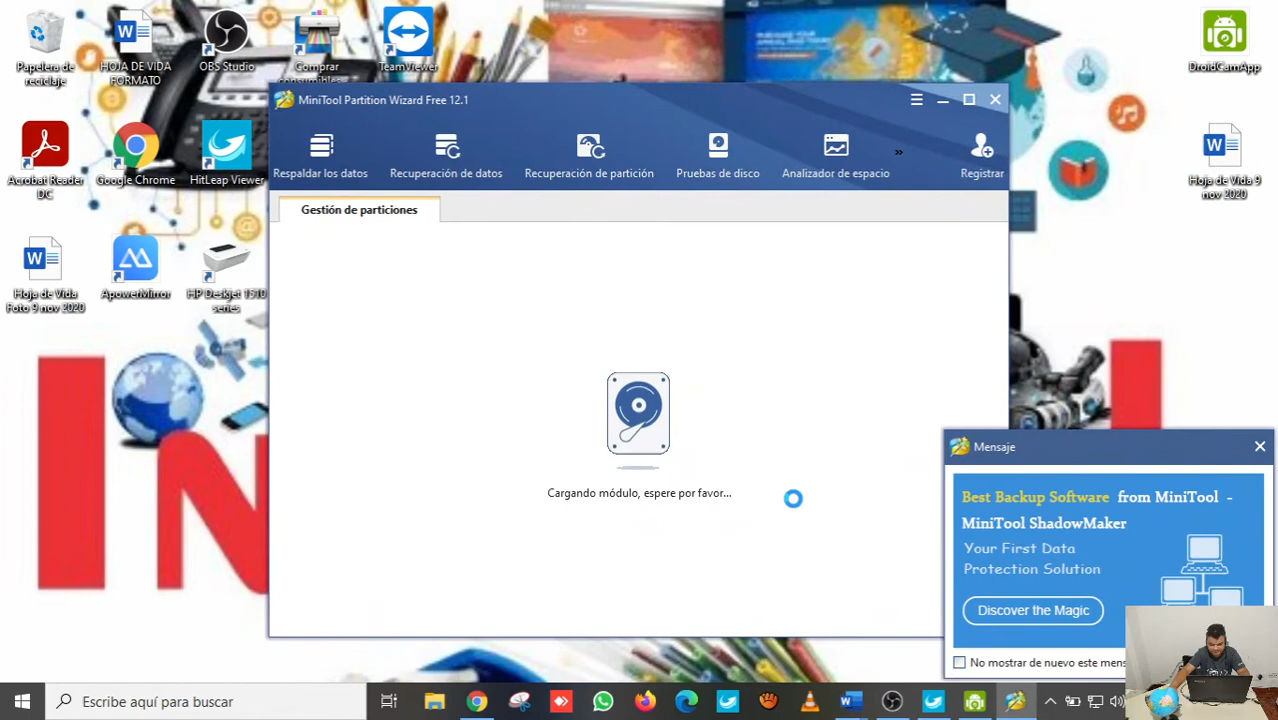 Papelera de
reciclaje
HOJA DE VIDA
FORMATO
OBS Studio
Comprar
consumibles
TeamViewer
DroidCamApp
MiniTool Partition Wizard Free 12.1
Respaldar los datos
Recuperación de datos
Recuperación de partición
Pruebas de disco
Analizador de espacio
»
Registrar
Gestión de particiones
Acrobat Reader
DC
Google Chrome
HitLeap Viewer
Hoja de Vida 9
nov 2020
Hoja de Vida
Foto 9 nov 2020
ApowerMirror
HP Deskjet 1510
series
Cargando módulo, espere por favor...
Mensaje
Best Backup Software from MiniTool -
MiniTool ShadowMaker
Your First Data
Protection Solution
Discover the Magic
No mostrar de nuevo este mens
IN
I
Escribe aquí para buscar